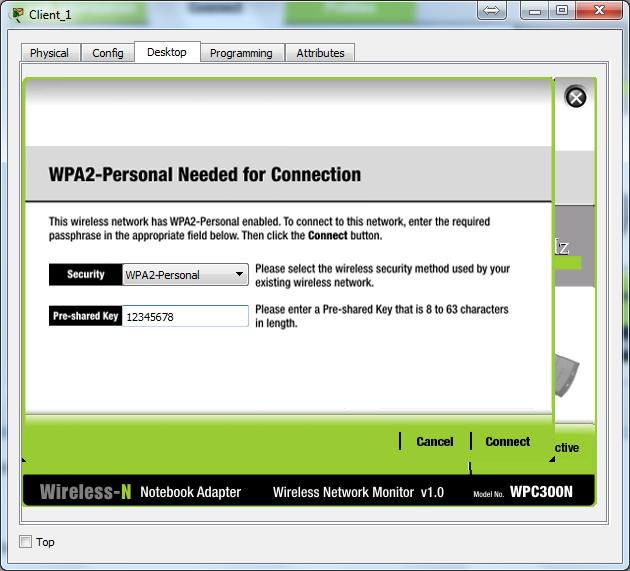 Client_1
Physical
Config
Desktop
Programming
Attributes
WPA2-Personal Needed for Connection
This wireless network has WPA2-Personal enabled. To connect to this network, enter the required
passphrase in the appropriate field below. Then click the Connect button.
Security
WPA2-Personal
Please select the wireless security method used by your
existing wireless network.
Pre-shared Key
12345678
Please enter a Pre-shared Key that is 8 to 63 characters
in length.
Cancel
Connect
ctive
Wireless-N Notebook Adapter
Wireless Network Monitor v1.0
Model No. WPC300N
Top